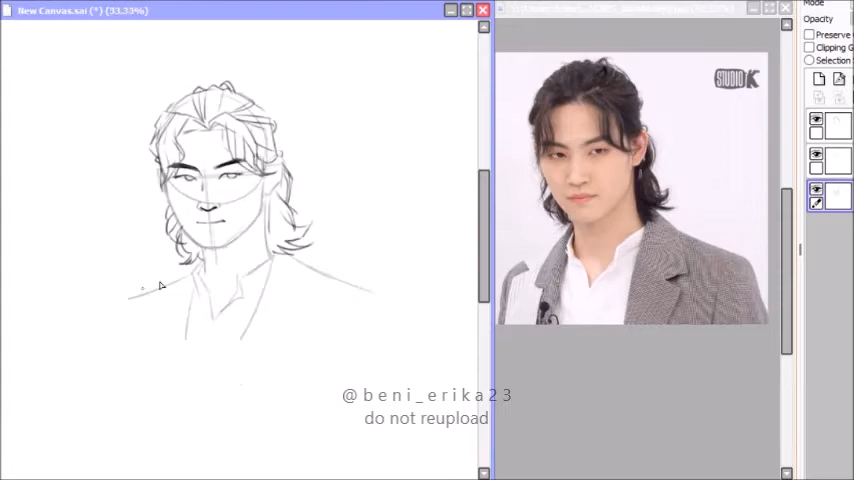 New Canvas.sai (*) (33.33%)
Mode
Opacity
Preserve
Clipping G
Selection
STUDIO K
@beni_erika23
do not reupload